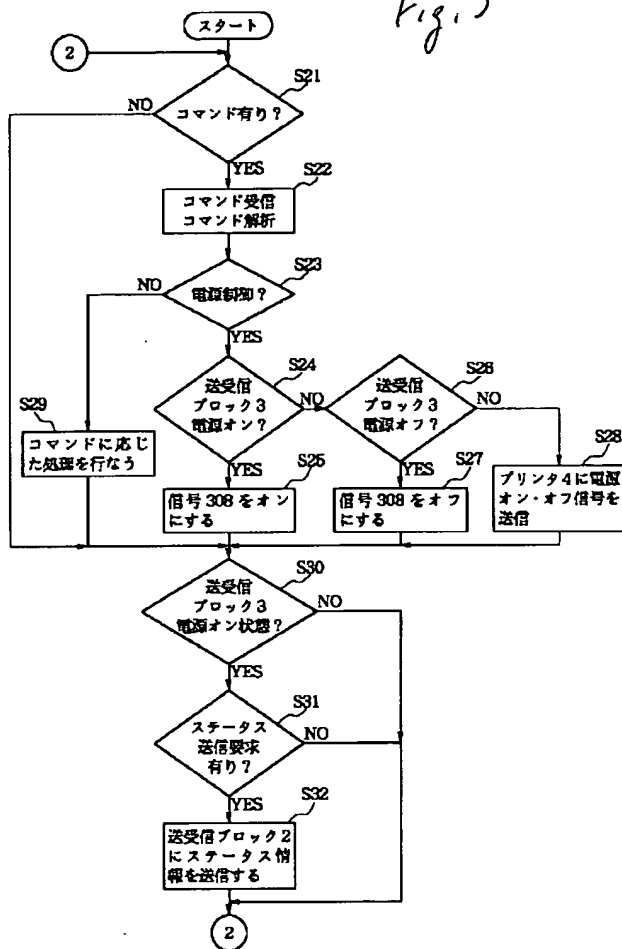 Fig. 5
スタート
2
S21
コマンド有り?
NO
YES
S22
コマンド受信
コマンド解析
S23
電源制御?
NO
YES
S24
送受信
ブロック3
電源オン?
NO
YES
S26
送受信
ブロック3
電源オフ?
NO
YES
S29
コマンドに応じ
た処理を行なう
S25
信号308をオン
にする
S27
信号308をオフ
にする
S28
プリンタ4に電源
オン・オフ信号を
送信
S30
送受信
ブロック3
電源オン状態?
NO
YES
S31
ステータス
送信要求
有り?
NO
YES
S32
送受信ブロック2
にステータス情
報を送信する
2